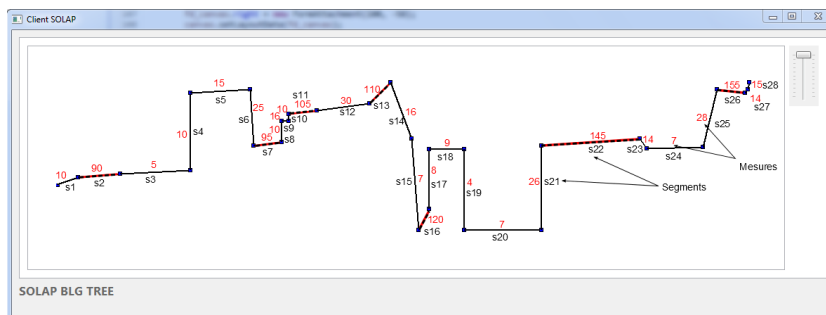 Client SOLAP
10 s1
90 s2
5 s3
10 s4
15 s5
25 s6
95 s7
10 s8
16 s9
10 s10
105 s11
30 s12
110 s13
16 s14
7 s15
120 s16
8 s17
9 s18
4 s19
7 s20
26 s21
145 s22
14 s23
7 s24
28 s25
155 s26
14 s27
15 s28
Mesures
Segments
SOLAP BLG TREE